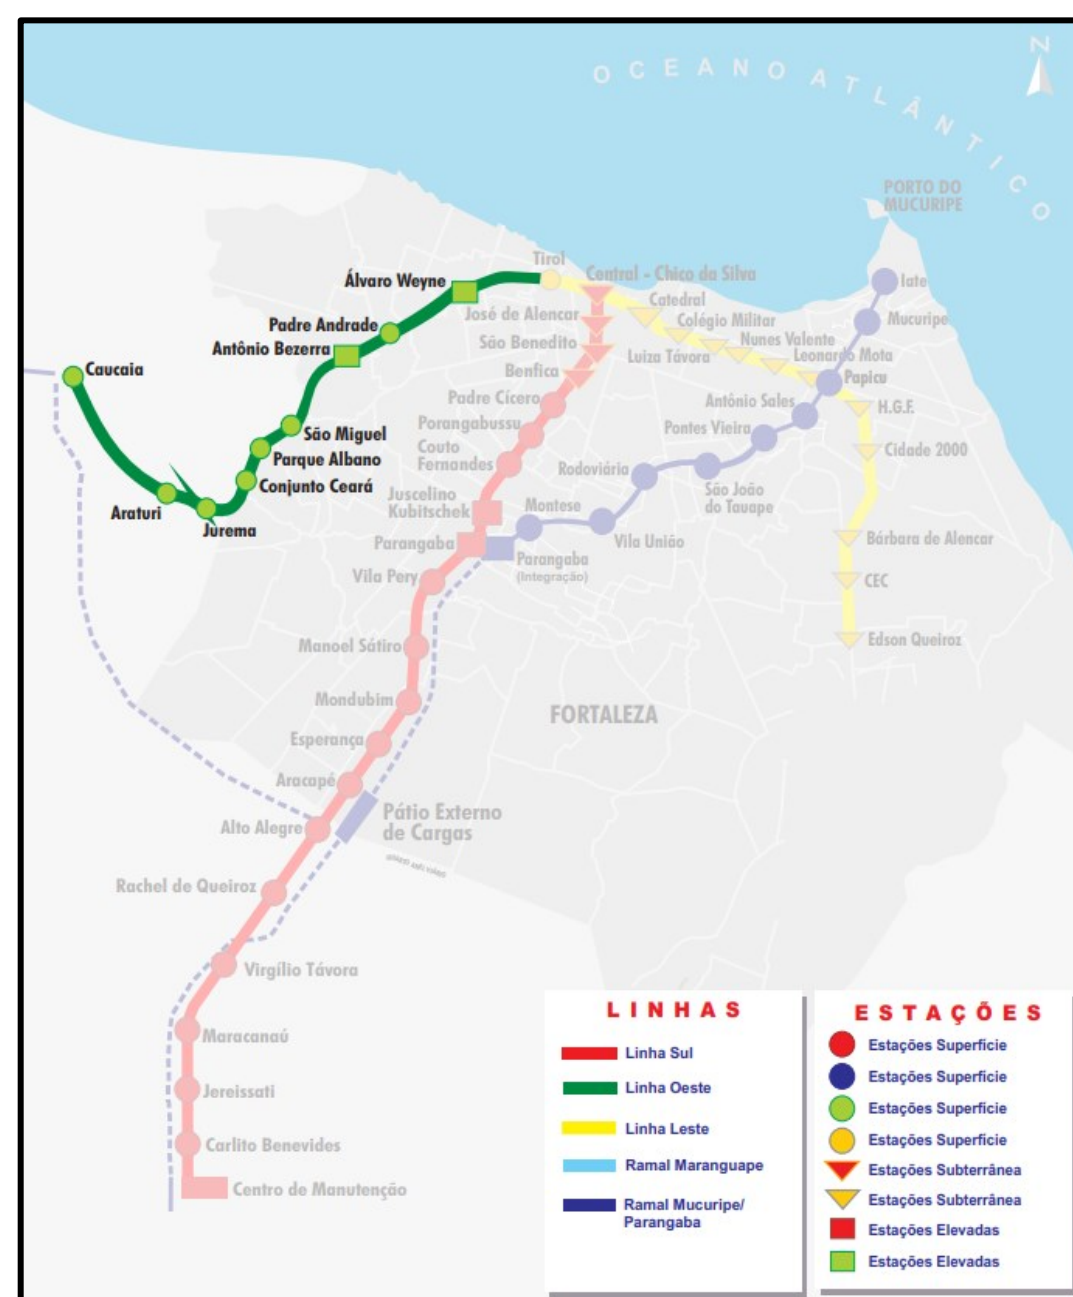 N
OCEANO ATLÂNTICO
PORTO DO
MUCURIPE
Tirol
Central - Chico da Silva
Iate
Álvaro Weyne
Catedral
José de Alencar
Colégio Militar
Mucuripe
Padre Andrade
Nunes Valente
São Benedito
Antônio Bezerra
Luiza Távora
Leonardo Mota
Caucaia
Benfica
Papicu
Padre Cícero
Antônio Sales
H.G.F.
Porangabussu
Pontes Vieira
São Miguel
Couto
Fernandes
Cidade 2000
Parque Albano
Rodoviária
Conjunto Ceará
São João
do Tauape
Juscelino
Kubitschek
Montese
Araturi
Jurema
Parangaba
Vila União
Bárbara de Alencar
Parangaba
(Integração)
Vila Pery
CEC
Manoel Sátiro
Edson Queiroz
Mondubim
FORTALEZA
Esperança
Aracapé
Pátio Externo
de Cargas
Alto Alegre
Rachel de Queiroz
Virgílio Távora
Maracanaú
Jereissati
Carlito Benevides
Centro de Manutenção
LINHAS
Linha Sul
Linha Oeste
Linha Leste
Ramal Maranguape
Ramal Mucuripe/
Parangaba
ESTAÇÕES
Estações Superfície
Estações Superfície
Estações Superfície
Estações Superfície
Estações Subterrânea
Estações Subterrânea
Estações Elevadas
Estações Elevadas